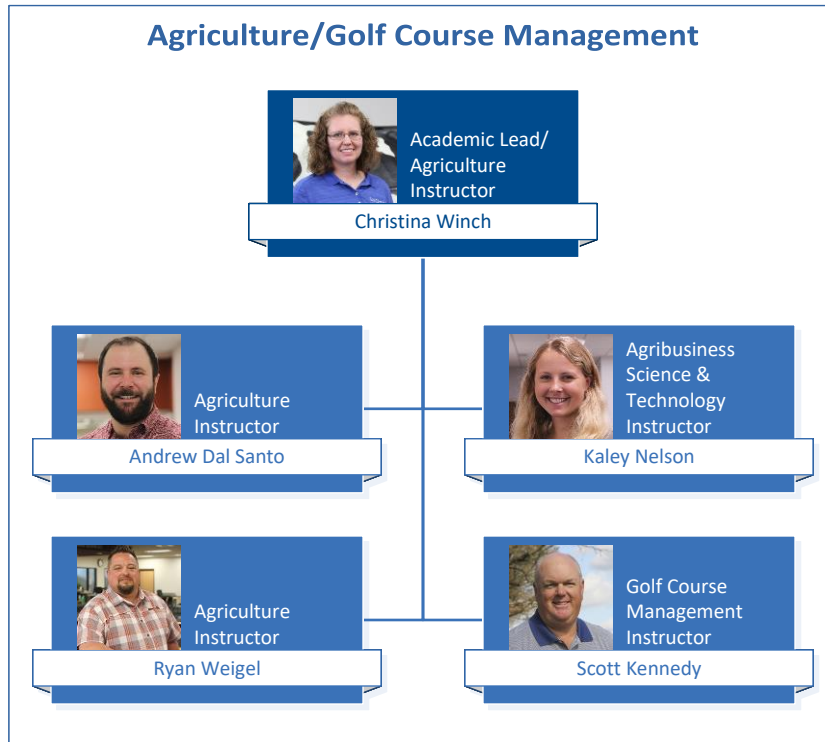 Agriculture/Golf Course Management
Academic Lead/
Agriculture
Instructor
Christina Winch
Agriculture
Instructor
Andrew Dal Santo
Agribusiness
Science &
Technology
Instructor
Kaley Nelson
Agriculture
Instructor
Ryan Weigel
Golf Course
Management
Instructor
Scott Kennedy